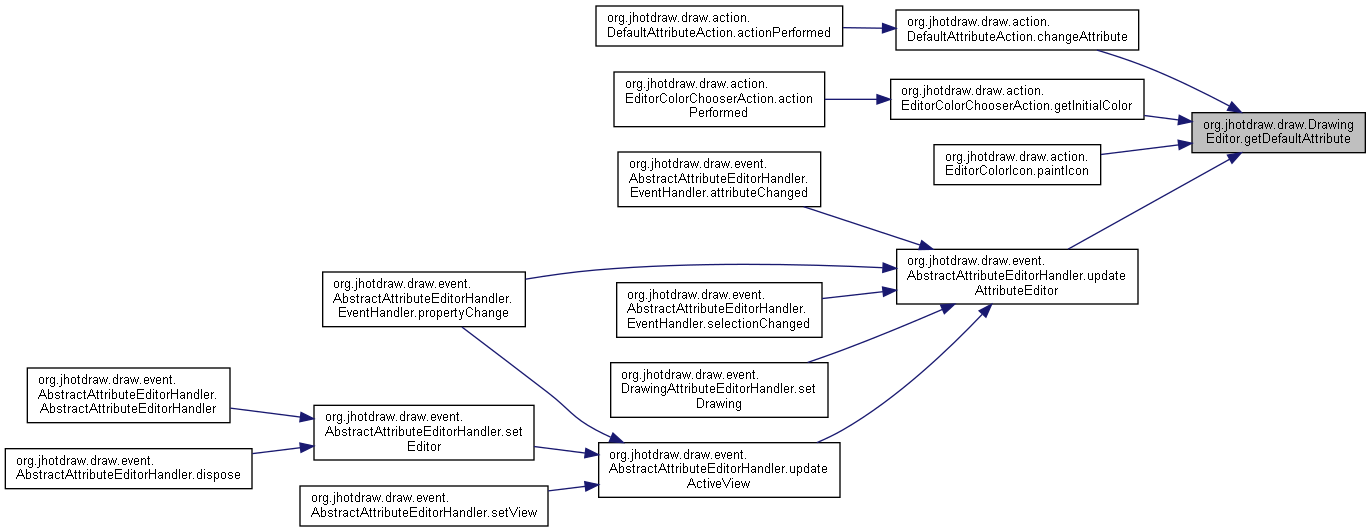 org.jhotdraw.draw.action.
DefaultAttributeAction.actionPerformed
org.jhotdraw.draw.action.
DefaultAttributeAction.changeAttribute
org.jhotdraw.draw.action.
EditorColorChooserAction.action
Performed
org.jhotdraw.draw.action.
EditorColorChooserAction.getInitialColor
org.jhotdraw.draw.Drawing
Editor.getDefaultAttribute
org.jhotdraw.draw.action.
EditorColorIcon.paintIcon
org.jhotdraw.draw.event.
AbstractAttributeEditorHandler.
EventHandler.attributeChanged
org.jhotdraw.draw.event.
AbstractAttributeEditorHandler.update
AttributeEditor
org.jhotdraw.draw.event.
AbstractAttributeEditorHandler.
EventHandler.propertyChange
org.jhotdraw.draw.event.
AbstractAttributeEditorHandler.
EventHandler.selectionChanged
org.jhotdraw.draw.event.
DrawingAttributeEditorHandler.set
Drawing
org.jhotdraw.draw.event.
AbstractAttributeEditorHandler.
AbstractAttributeEditorHandler
org.jhotdraw.draw.event.
AbstractAttributeEditorHandler.set
Editor
org.jhotdraw.draw.event.
AbstractAttributeEditorHandler.update
ActiveView
org.jhotdraw.draw.event.
AbstractAttributeEditorHandler.dispose
org.jhotdraw.draw.event.
AbstractAttributeEditorHandler.setView